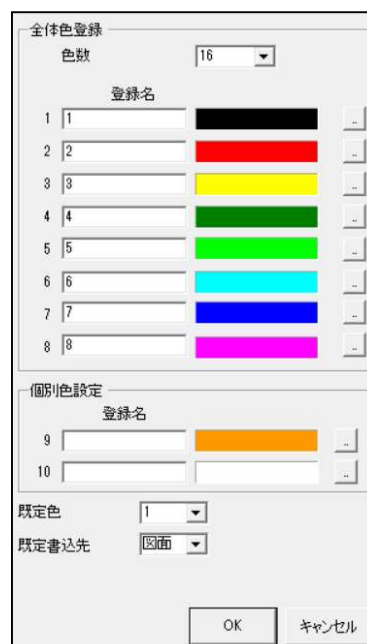 全体色登録
色数 16
登録名
1 1 ..
2 2 ..
3 3 ..
4 4 ..
5 5 ..
6 6 ..
7 7 ..
8 8 ..
個別色設定
登録名
9 ..
10 ..
既定色 1
既定書込先 図面
OK キャンセル